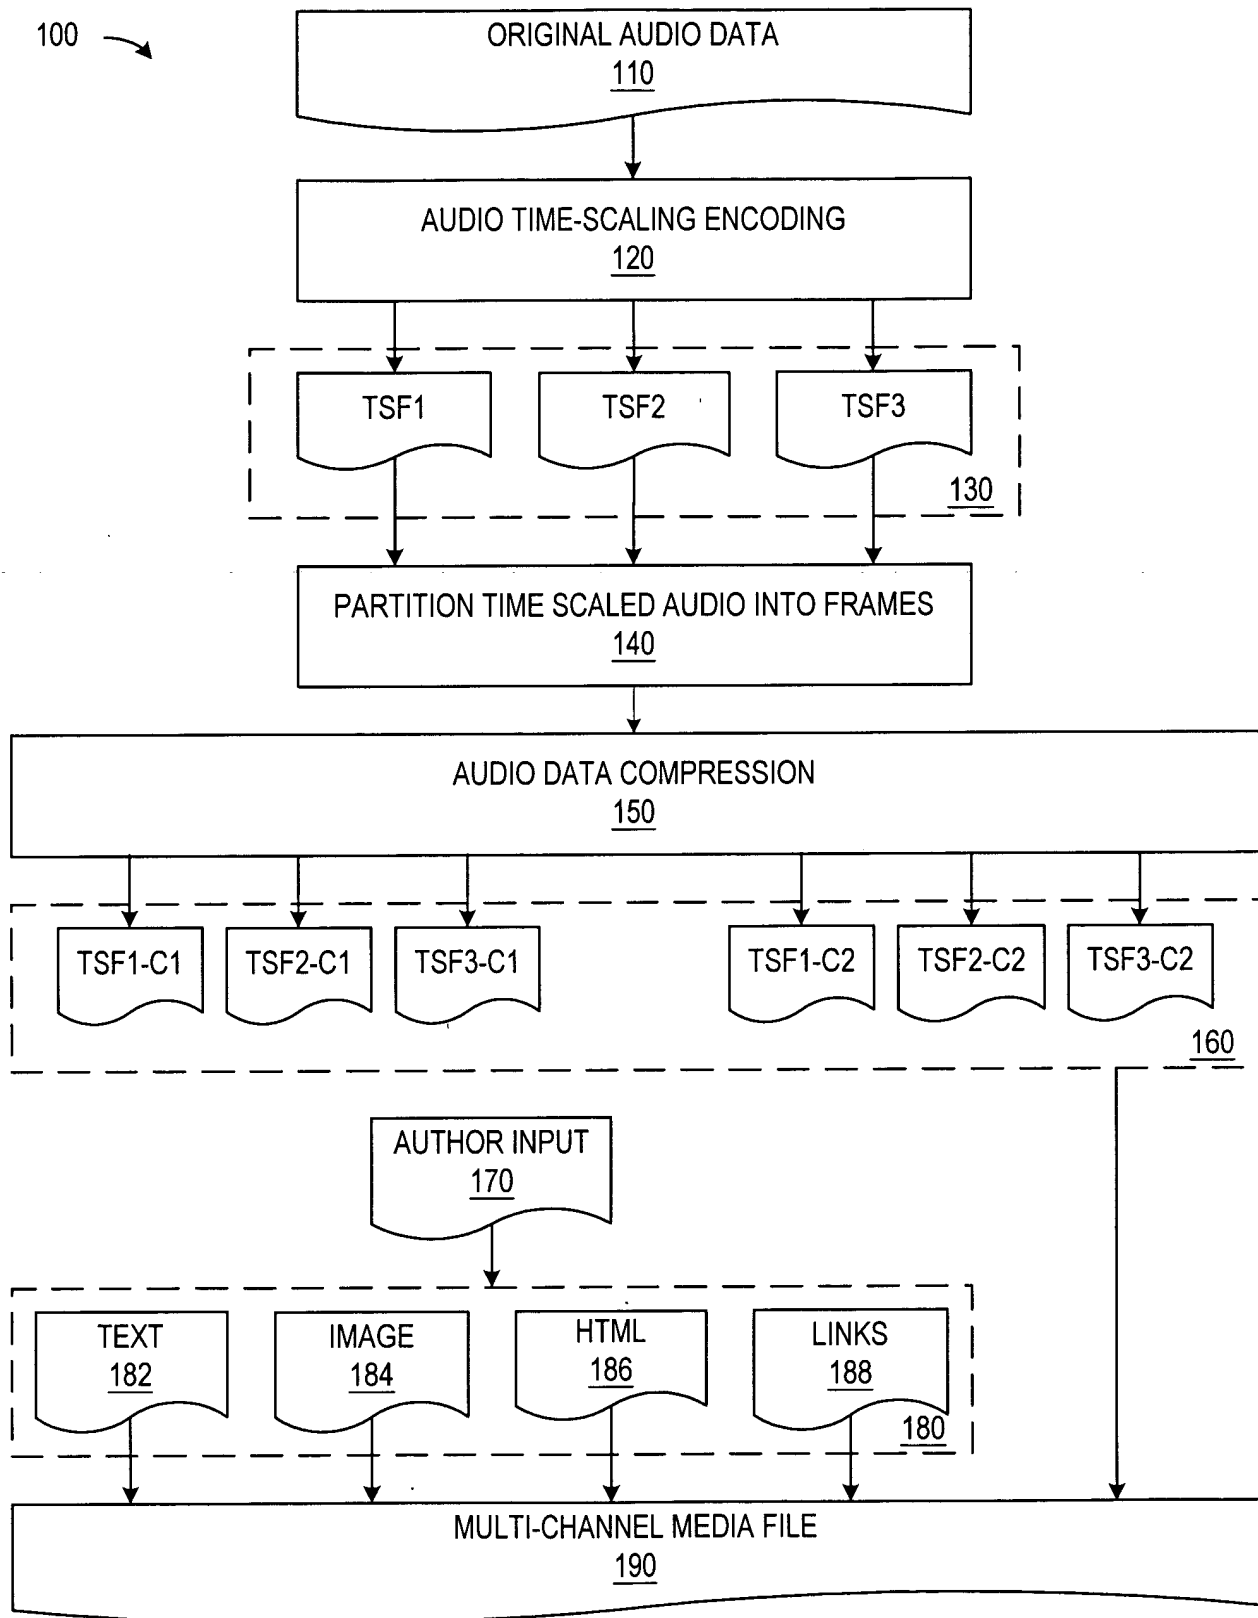 100
ORIGINAL AUDIO DATA
110
AUDIO TIME-SCALING ENCODING
120
TSF1
TSF2
TSF3
130
PARTITION TIME SCALED AUDIO INTO FRAMES
140
AUDIO DATA COMPRESSION
150
TSF1-C1
TSF2-C1
TSF3-C1
TSF1-C2
TSF2-C2
TSF3-C2
160
AUTHOR INPUT
170
TEXT
182
IMAGE
184
HTML
186
LINKS
188
180
MULTI-CHANNEL MEDIA FILE
190